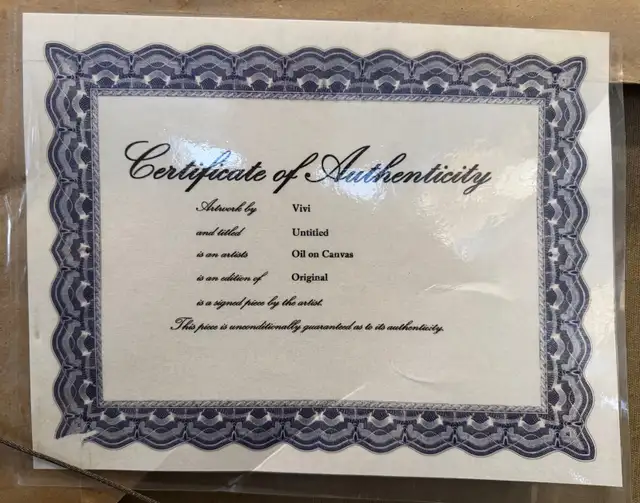 Certificate of Authenticity
Artwork by Vivi
and titled Untitled
is an artists Oil on Canvas
is an edition of Original
is a signed piece by the artist.
This piece is unconditionally guaranteed as to its authenticity.